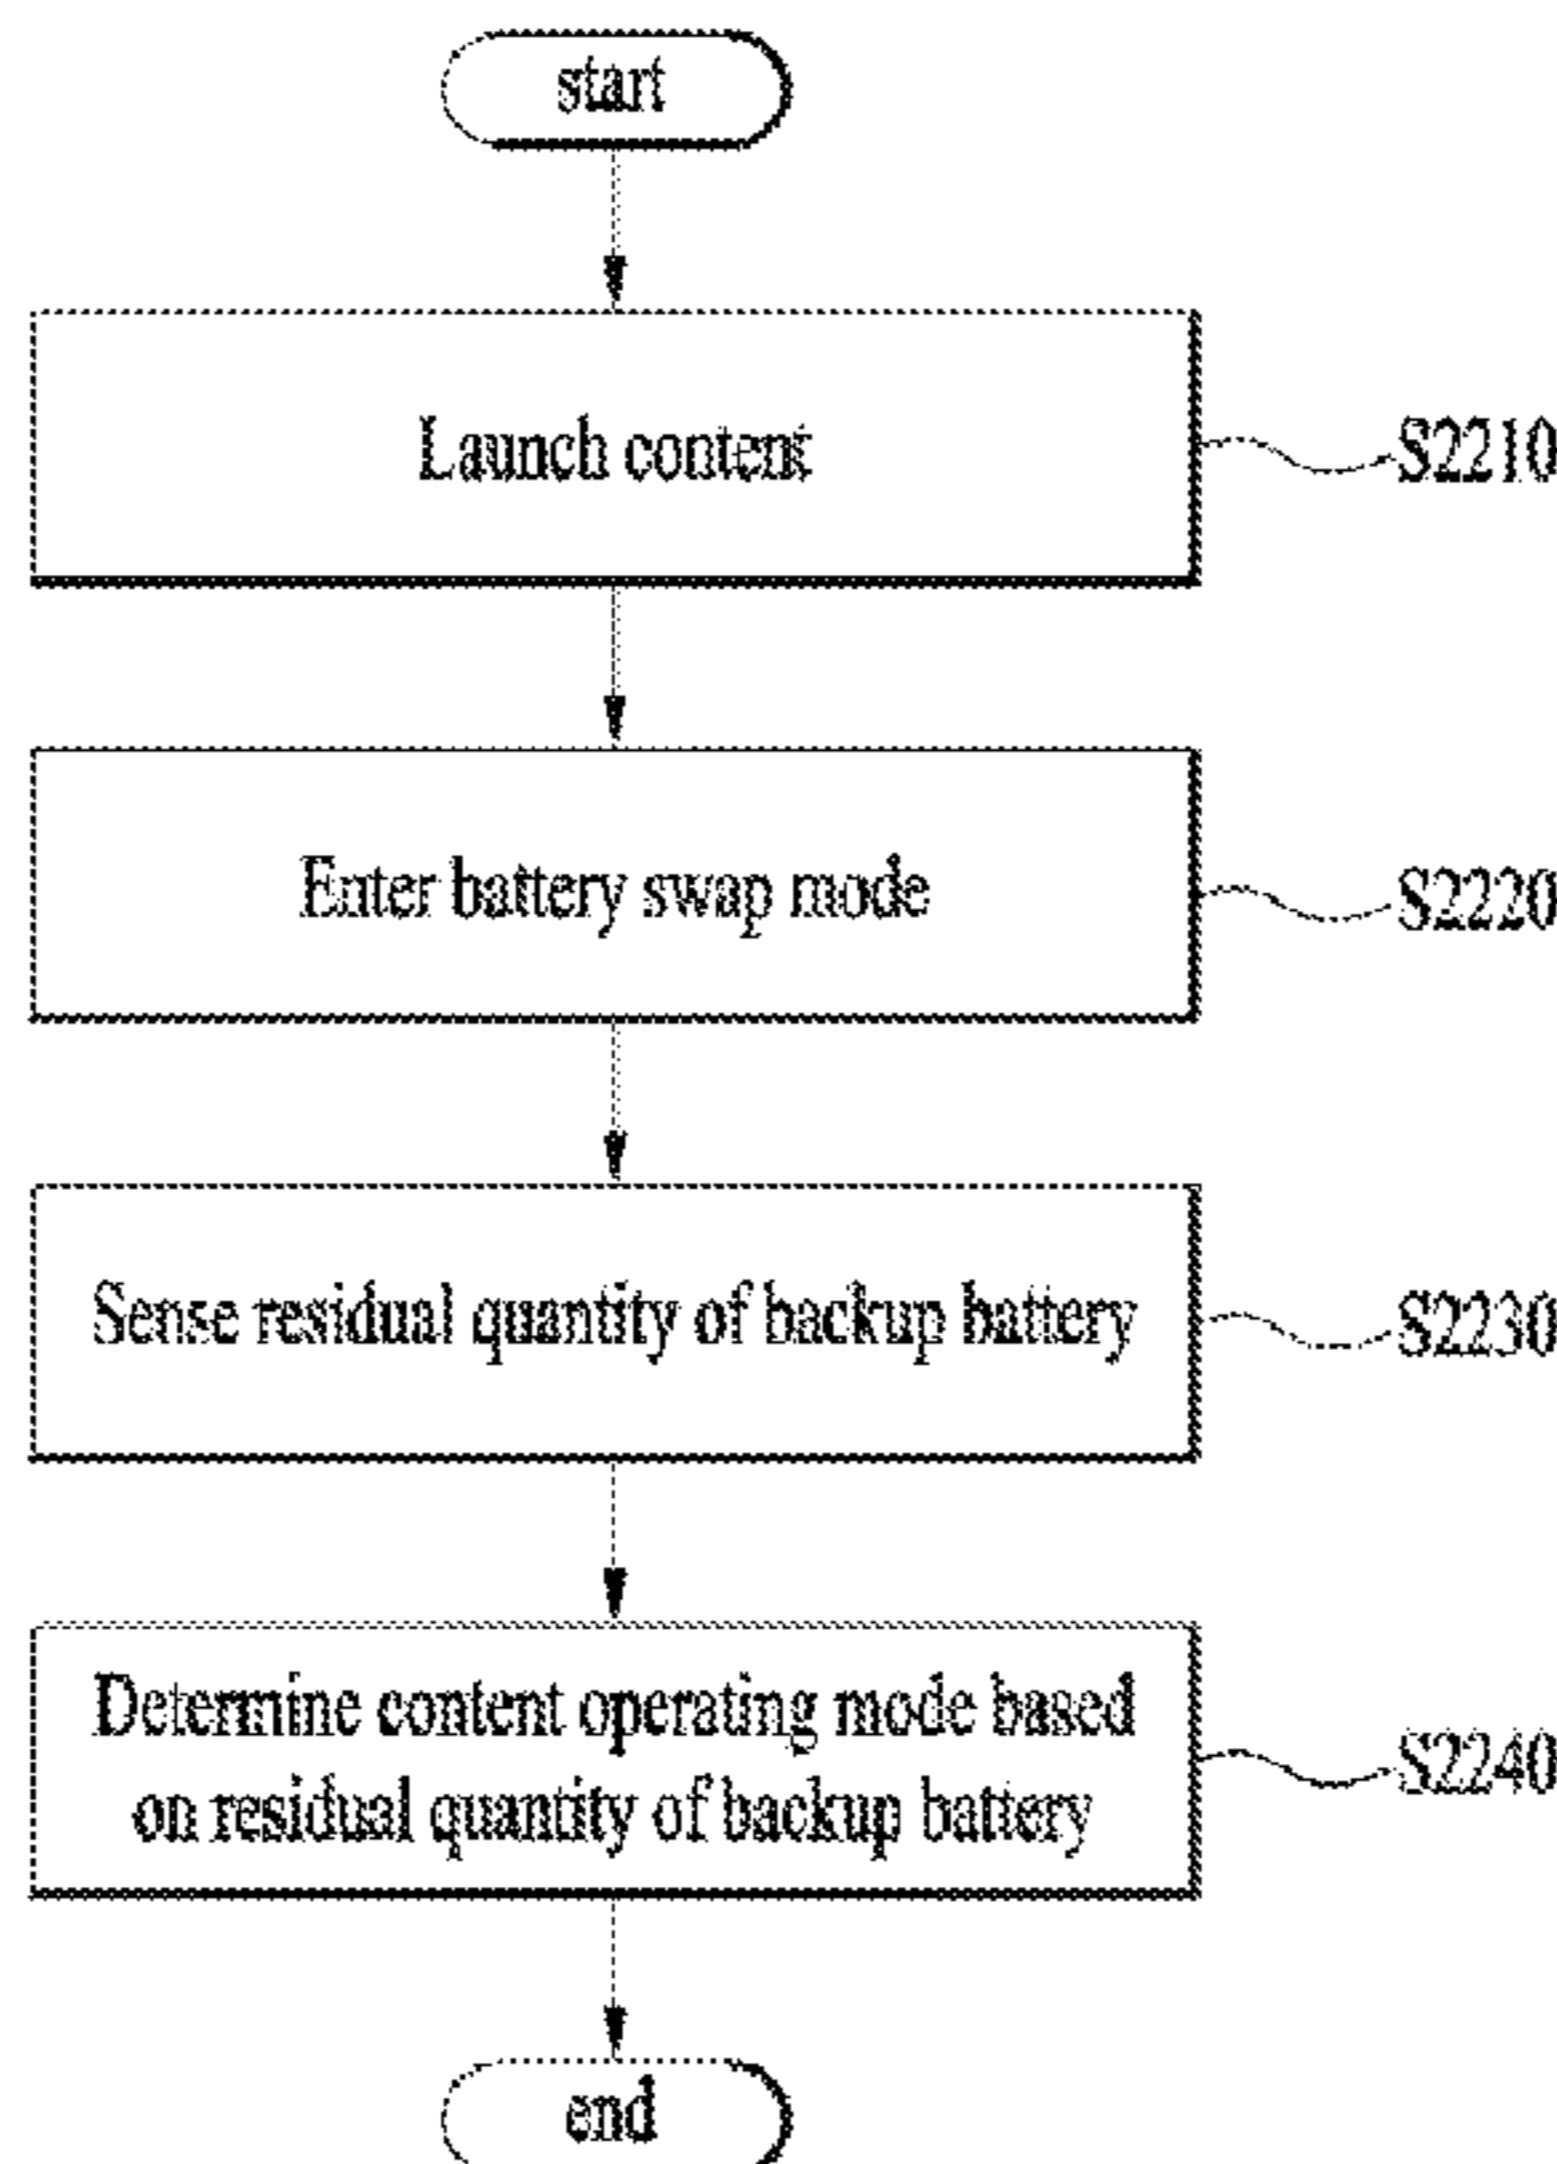 start
Launch content
S2210
Enter battery swap mode
S2220
Sense residual quantity of backup battery
S2230
Determine content operating mode based
on residual quantity of backup battery
S2240
end